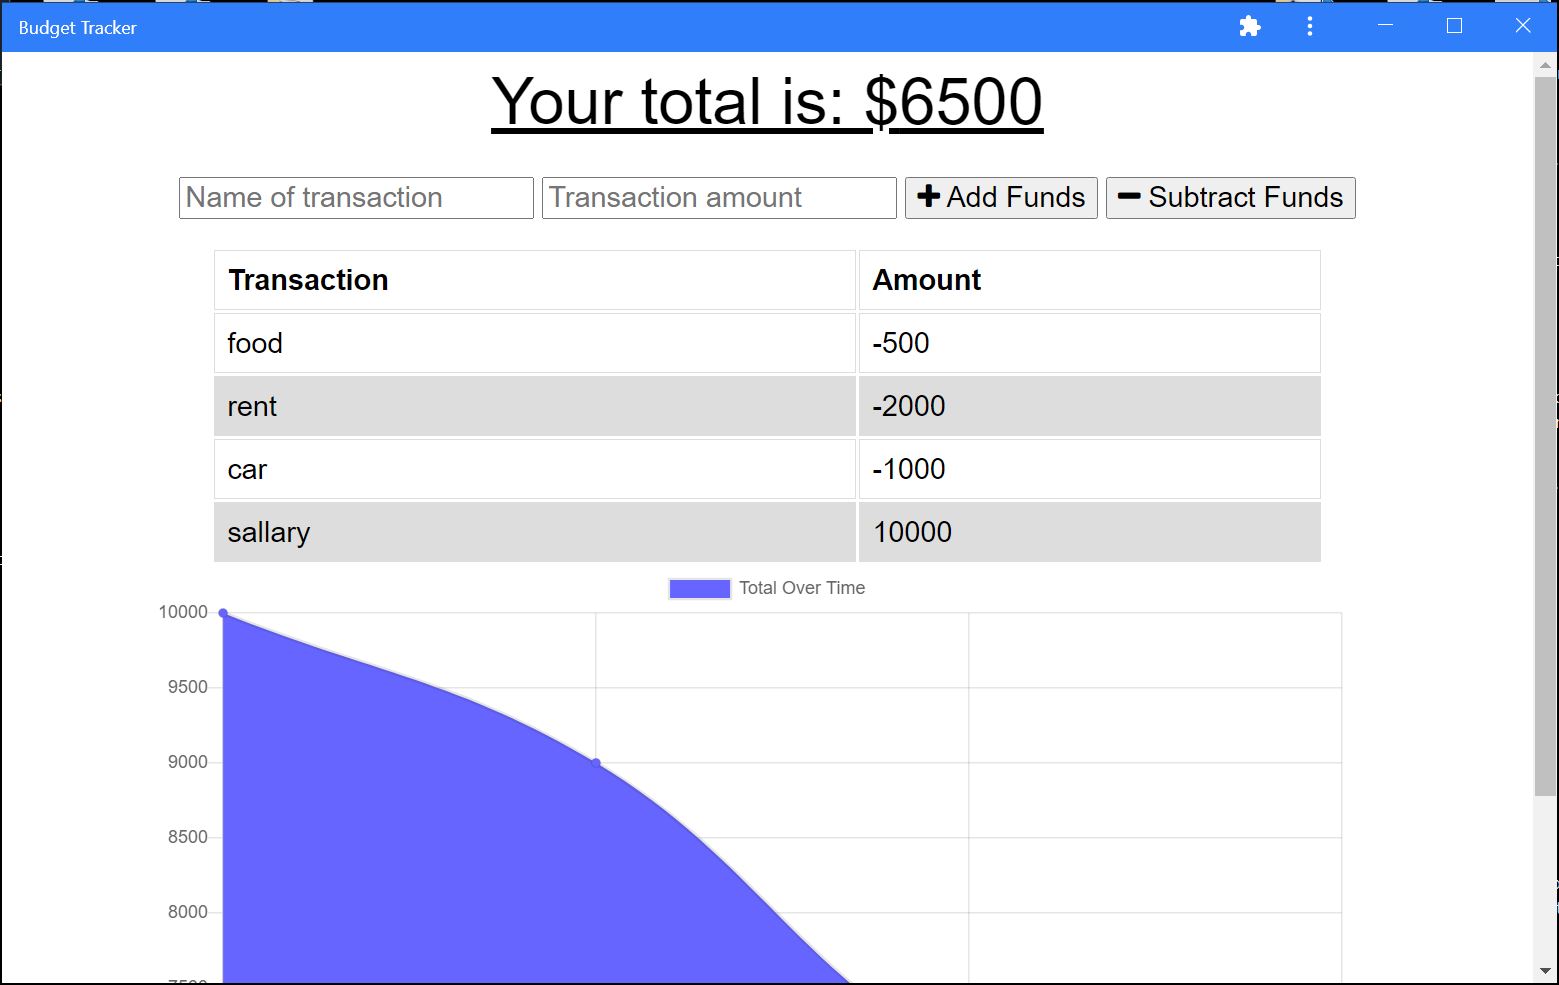 Budget Tracker
Your total is: $6500
Name of transaction Transaction amount Add Funds Subtract Funds
Transaction Amount
food -500
rent -2000
car -1000
sallary 10000
Total Over Time
10000
9500
9000
8500
8000